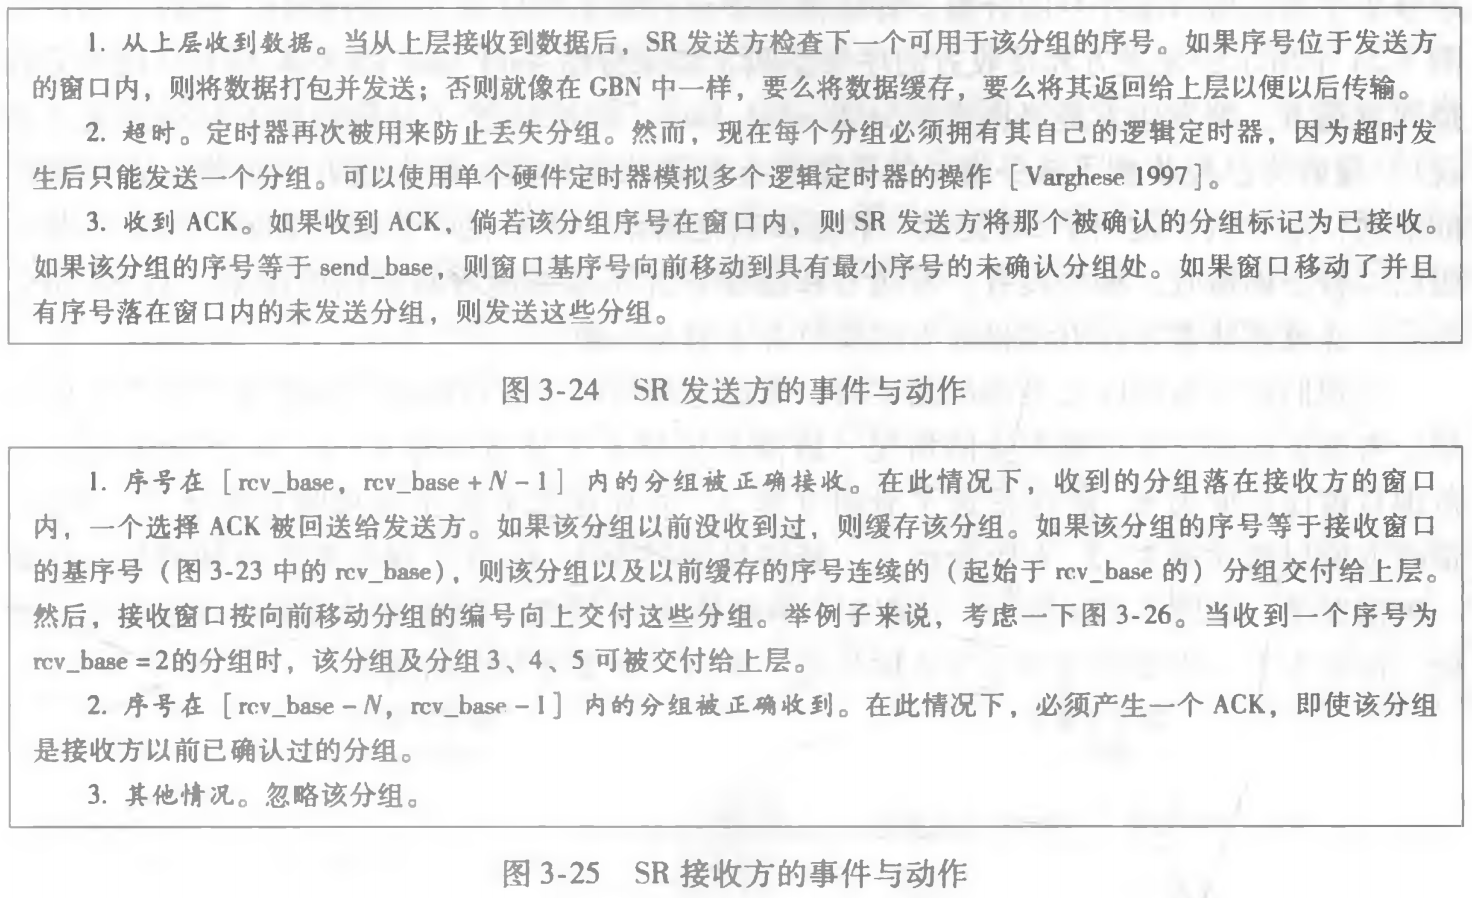 1. 从上层收到数据。当从上层接收到数据后，SR 发送方检查下一个可用于该分组的序号。如果序号位于发送方
的窗口内，则将数据打包并发送；否则就像在 GBN 中一样，要么将数据缓存，要么将其返回给上层以便以后传输。
2. 超时。定时器再次被用来防止丢失分组。然而，现在每个分组必须拥有其自己的逻辑定时器，因为超时发
生后只能发送一个分组。可以使用单个硬件定时器模拟多个逻辑定时器的操作［Varghese 1997］。
3. 收到 ACK。如果收到 ACK，倘若该分组序号在窗口内，则 SR 发送方将那个被确认的分组标记为已接收。
如果该分组的序号等于 send_base，则窗口基序号向前移动到具有最小序号的未确认分组处。如果窗口移动了并且
有序号落在窗口内的未发送分组，则发送这些分组。
图 3-24 SR 发送方的事件与动作
1. 序号在［rcv_base，rcv_base + N - 1］内的分组被正确接收。在此情况下，收到的分组落在接收方的窗口
内，一个选择 ACK 被回送给发送方。如果该分组以前没收到过，则缓存该分组。如果该分组的序号等于接收窗口
的基序号（图 3-23 中的 rcv_base），则该分组以及以前缓存的序号连续的（起始于 rcv_base 的）分组交付给上层。
然后，接收窗口按向前移动分组的编号向上交付这些分组。举例子来说，考虑一下图 3-26。当收到一个序号为
rcv_base = 2的分组时，该分组及分组 3、4、5 可被交付给上层。
2. 序号在［rcv_base - N，rcv_base - 1］内的分组被正确收到。在此情况下，必须产生一个 ACK，即使该分组
是接收方以前已确认过的分组。
3. 其他情况。忽略该分组。
图 3-25 SR 接收方的事件与动作